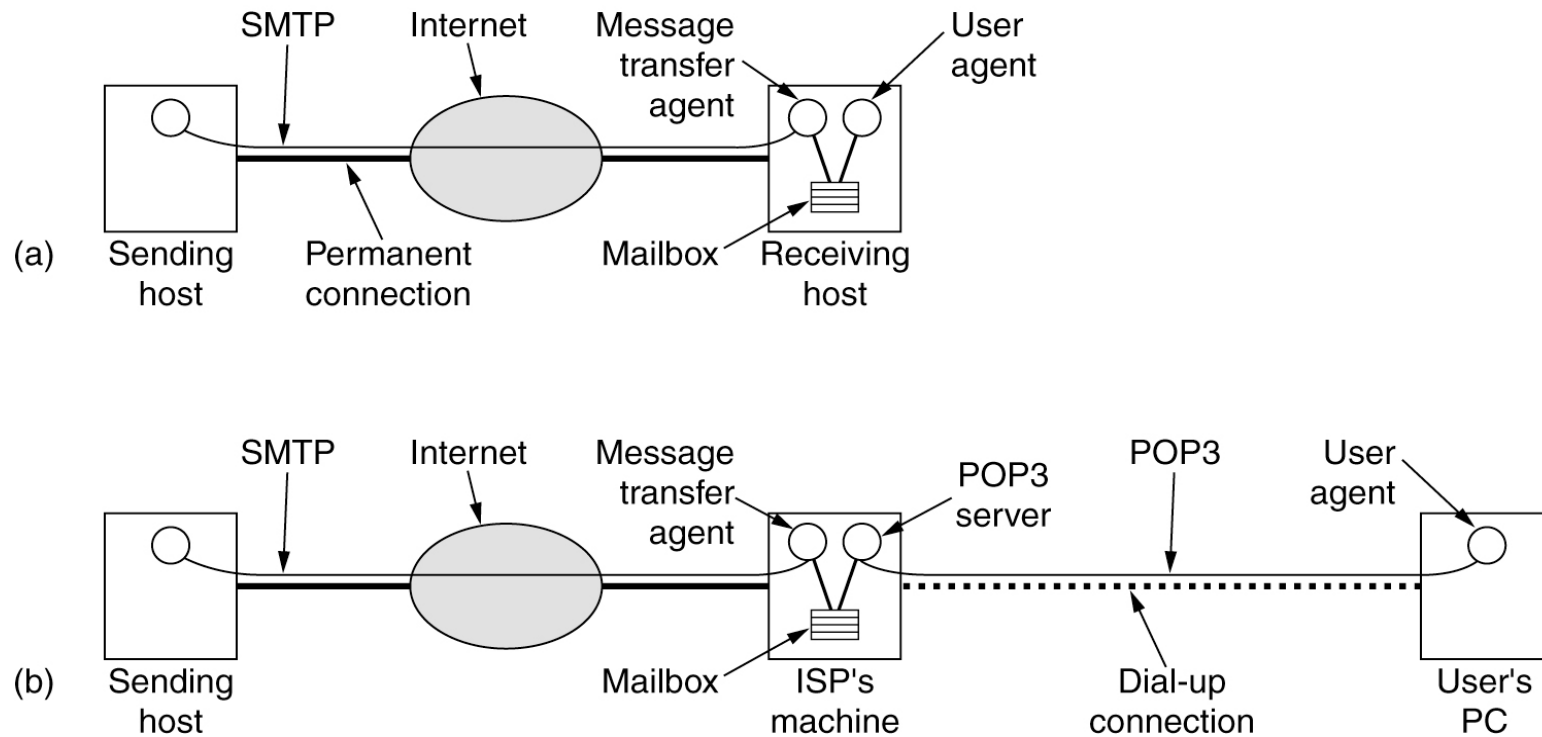 SMTP
Internet
Message
transfer
agent
User
agent
(a)
Sending
host
Permanent
connection
Mailbox
Receiving
host
SMTP
Internet
Message
transfer
agent
POP3
server
POP3
User
agent
(b)
Sending
host
Mailbox
ISP's
machine
Dial-up
connection
User's
PC